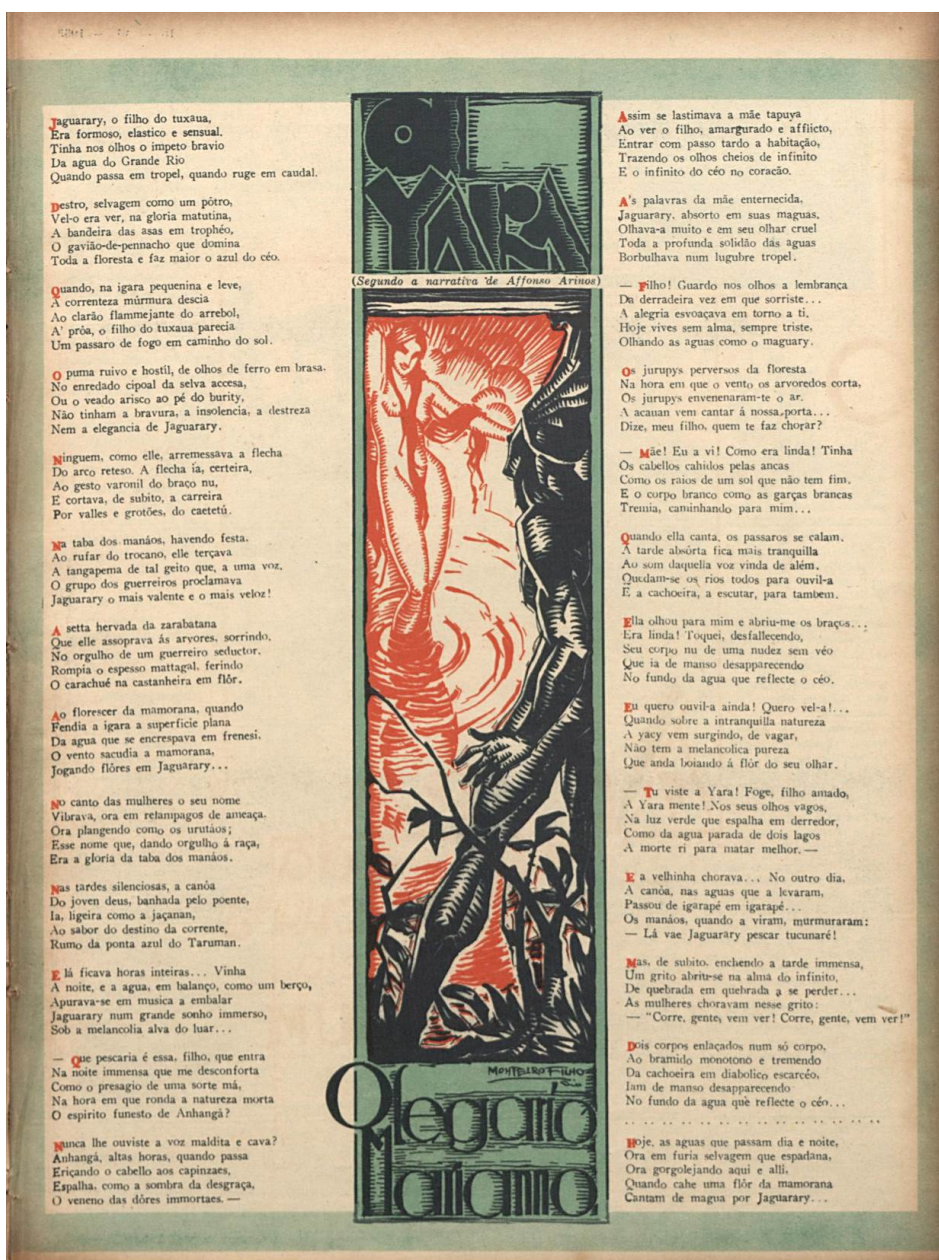 A YARA
(Segundo a narrativa de Affonso Arinos)
Jaguarary, o filho do tuxaua,
Era formoso, elastico e sensual.
Tinha nos olhos o impeto bravio
Da agua do Grande Rio
Quando passa em tropel, quando ruge em caudal.
Destro, selvagem como um pôtro,
Vel-o era ver, na gloria matutina,
A bandeira das asas em trophéo,
O gavião-de-pennacho que domina
Toda a floresta e faz maior o azul do céo.
Quando, na igara pequenina e leve,
A correnteza múrmura descia
Ao clarão flammejante do arrebol,
A' prôa, o filho do tuxaua parecia
Um passaro de fogo em caminho do sol.
O puma ruivo e hostil, de olhos de ferro em brasa.
No enredado cipoal da selva accesa,
Ou o veado arisco ao pé do burity,
Não tinham a bravura, a insolencia, a destreza
Nem a elegancia de Jaguarary.
Ninguem, como elle, arremessava a flecha
Do arco reteso. A flecha ia, certeira,
Ao gesto varonil do braço nu,
E cortava, de subito, a carreira
Por valles e grotões, do caetetú.
Na taba dos manáos, havendo festa.
Ao rufar do trocano, elle terçava
A tangapema de tal geito que, a uma voz,
O grupo dos guerreiros proclamava
Jaguarary o mais valente e o mais veloz!
A setta hervada da zarabatana
Que elle assoprava ás arvores, sorrindo,
No orgulho de um guerreiro seductor.
Rompia o espesso mattagal, ferindo
O carachué na castanheira em flôr.
Ao florescer da mamorana, quando
Fendia a igara a superficie plana
Da agua que se encrespava em frenesi,
O vento sacudia a mamorana,
Jogando flôres em Jaguarary...
No canto das mulheres o seu nome
Vibrava, ora em relampagos de ameaça.
Ora plangendo como os urutáos;
Esse nome que, dando orgulho á raça,
Era a gloria da taba dos manáos.
Nas tardes silenciosas, a canôa
Do joven deus, banhada pelo poente,
Ia, ligeira como a jaçanan,
Ao sabor do destino da corrente,
Rumo da ponta azul do Taruman.
E lá ficava horas inteiras... Vinha
A noite, e a agua, em balanço, como um berço,
Apurava-se em musica a embalar
Jaguarary num grande sonho immerso,
Sob a melancolia alva do luar...
— Que pescaria é essa, filho, que entra
Na noite immensa que me desconforta
Como o presagio de uma sorte má,
Na hora em que ronda a natureza morta
O espirito funesto de Anhangá?
Nunca lhe ouviste a voz maldita e cava?
Anhangá, altas horas, quando passa
Eriçando o cabello aos capinzaes,
Espalha, como a sombra da desgraça,
O veneno das dôres immortaes. —
Assim se lastimava a mãe tapuya
Ao ver o filho, amargurado e afflicto,
Entrar com passo tardo a habitação,
Trazendo os olhos cheios de infinito
E o infinito do céo no coração.
A's palavras da mãe enternecida,
Jaguarary, absorto em suas maguas,
Olhava-a muito e em seu olhar cruel
Toda a profunda solidão das aguas
Borbulhava num lugubre tropel.
— Filho! Guardo nos olhos a lembrança
Da derradeira vez em que sorriste...
A alegria esvoaçava em torno a ti,
Hoje vives sem alma, sempre triste,
Olhando as aguas como o maguary.
Os jurupys perversos da floresta
Na hora em que o vento os arvoredos corta,
Os jurupys envenenaram-te o ar.
A acauan vem cantar á nossa porta...
Dize, meu filho, quem te faz chorar?
— Mãe! Eu a vi! Como era linda! Tinha
Os cabellos cahidos pelas ancas
Como os raios de um sol que não tem fim,
E o corpo branco como as garças brancas
Tremia, caminhando para mim...
Quando ella canta, os passaros se calam.
A tarde absórta fica mais tranquilla
Ao som daquella voz vinda de além.
Quedam-se os rios todos para ouvil-a
E a cachoeira, a escutar, para tambem.
Ella olhou para mim e abriu-me os braços...
Era linda! Toquei, desfallecendo,
Seu corpo nu de uma nudez sem véo
Que ia de manso desapparecendo
No fundo da agua que reflecte o céo.
Eu quero ouvil-a ainda! Quero vel-a!...
Quando sobre a intranquilla natureza
A yacy vem surgindo, de vagar,
Não tem a melancolica pureza
Que anda boiando á flôr do seu olhar.
— Tu viste a Yara! Foge, filho amado,
A Yara mente! Nos seus olhos vagos,
Na luz verde que espalha em derredor,
Como da agua parada de dois lagos
A morte ri para matar melhor. —
E a velhinha chorava... No outro dia,
A canôa, nas aguas que a levaram,
Passou de igarapé em igarapé...
Os manáos, quando a viram, murmuraram:
— Lá vae Jaguarary pescar tucunaré!
Mas, de subito, enchendo a tarde immensa,
Um grito abriu-se na alma do infinito,
De quebrada em quebrada a se perder...
As mulheres choravam nesse grito:
— "Corre, gente, vem ver! Corre, gente, vem ver!"
Dois corpos enlaçados num só corpo,
Ao bramido monotono e tremendo
Da cachoeira em diabolico escarcéo,
Iam de manso desapparecendo
No fundo da agua que reflecte o céo...
Hoje, as aguas que passam dia e noite,
Ora em furia selvagem que espadana,
Ora gorgolejando aqui e alli,
Quando cahe uma flôr da mamorana
Cantam de magua por Jaguarary...
MONTEIRO FILHO
Olegario
Marianno